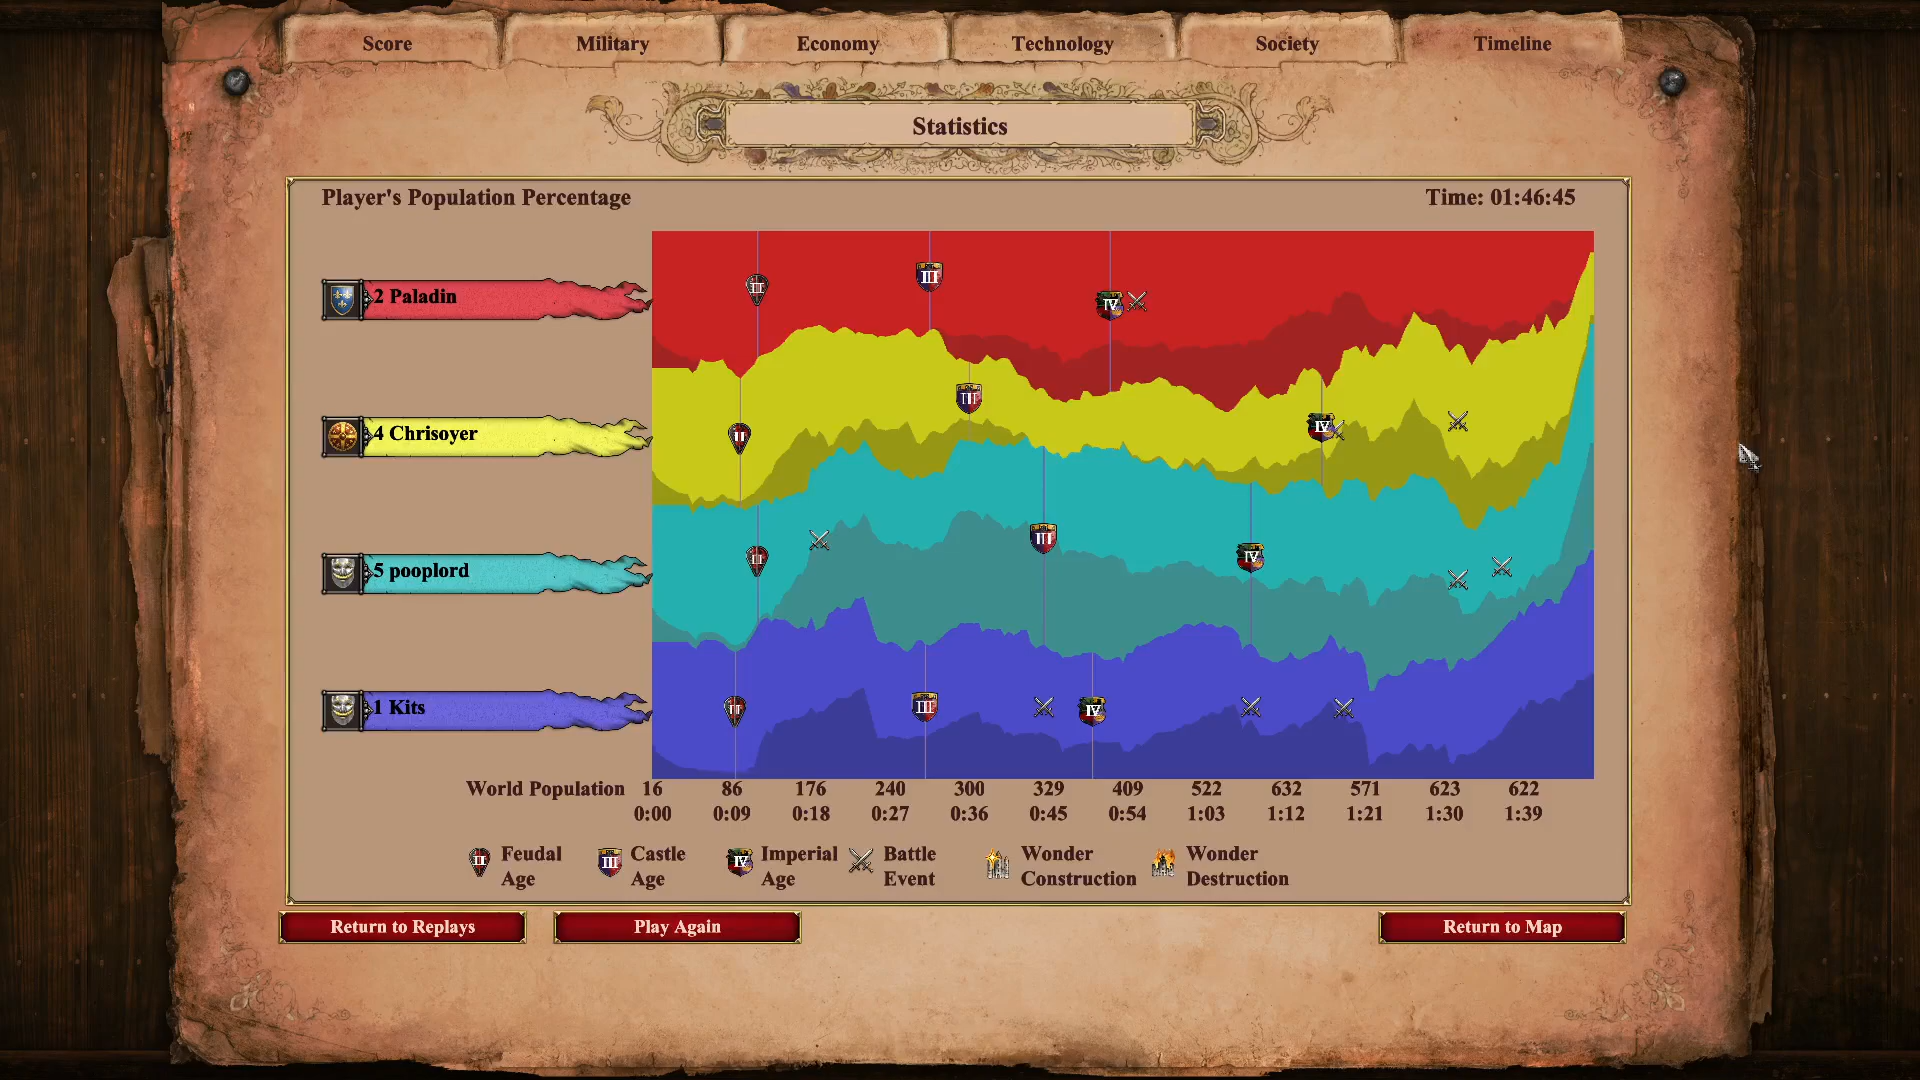 Score Military Economy Technology Society Timeline
Statistics
Player's Population Percentage Time: 01:46:45
2 Paladin
4 Chrisoyer
5 pooplord
1 Kits
World Population 16 86 176 240 300 329 409 522 632 571 623 622
0:00 0:09 0:18 0:27 0:36 0:45 0:54 1:03 1:12 1:21 1:30 1:39
Feudal Castle Imperial Battle Wonder Wonder
Age Age Age Event Construction Destruction
Return to Replays Play Again Return to Map